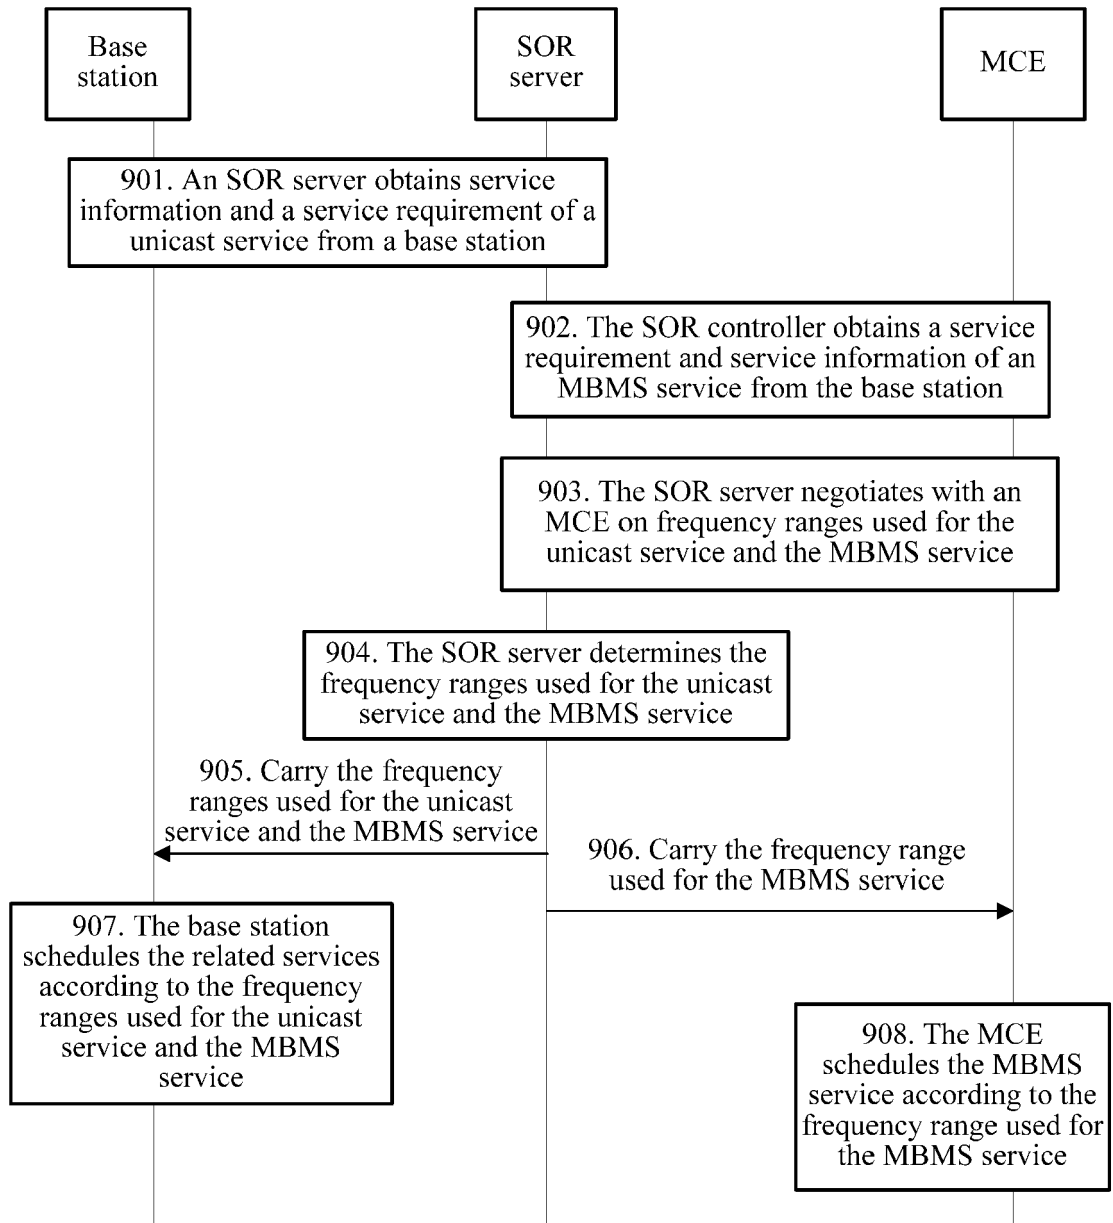 Base
station
SOR
server
MCE
901. An SOR server obtains service
information and a service requirement of a
unicast service from a base station
902. The SOR controller obtains a service
requirement and service information of an
MBMS service from the base station
903. The SOR server negotiates with an
MCE on frequency ranges used for the
unicast service and the MBMS service
904. The SOR server determines the
frequency ranges used for the unicast
service and the MBMS service
905. Carry the frequency
ranges used for the unicast
service and the MBMS service
906. Carry the frequency range
used for the MBMS service
907. The base station
schedules the related services
according to the frequency
ranges used for the unicast
service and the MBMS
service
908. The MCE
schedules the MBMS
service according to the
frequency range used for
the MBMS service